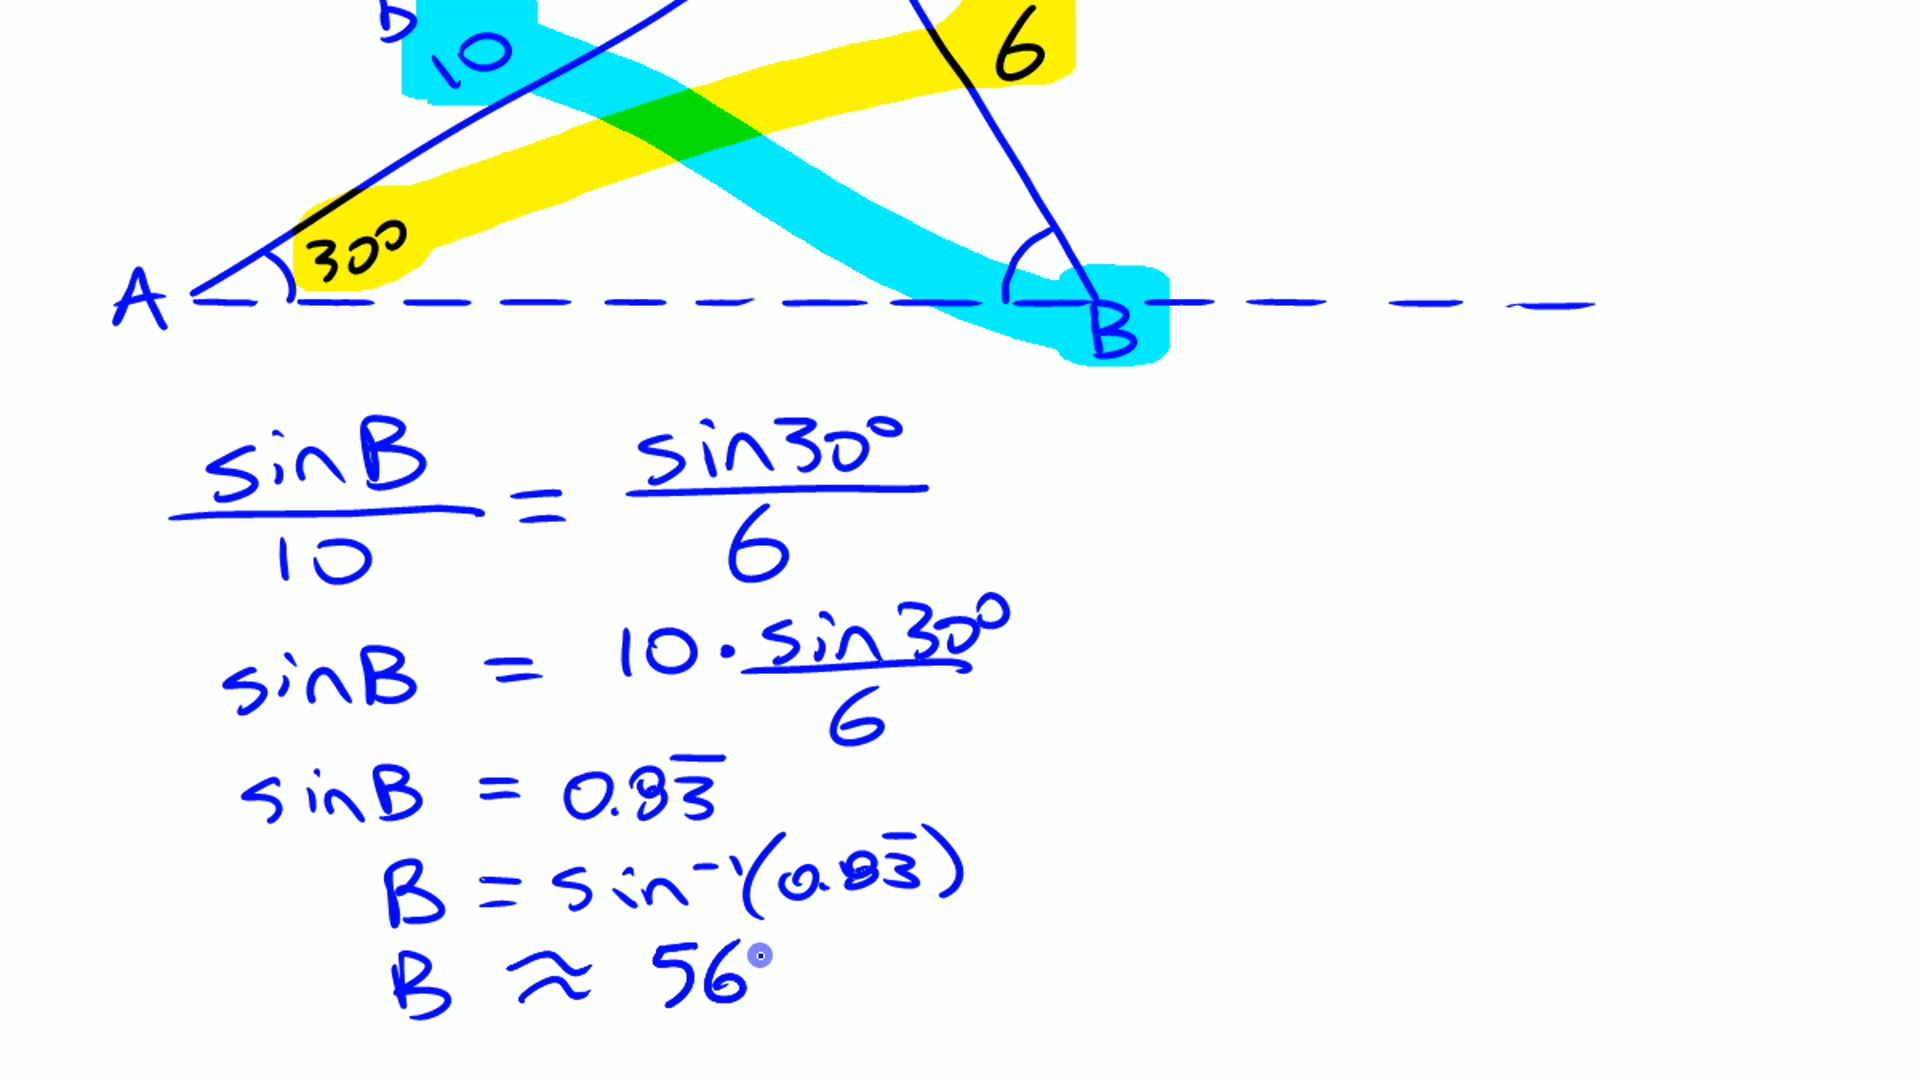 b
10
6
30°
A
B
sinB/10 = sin30°/6
sinB = 10 · sin30°/6
sinB = 0.83̅
B = sin⁻¹(0.83̅)
B ≈ 56